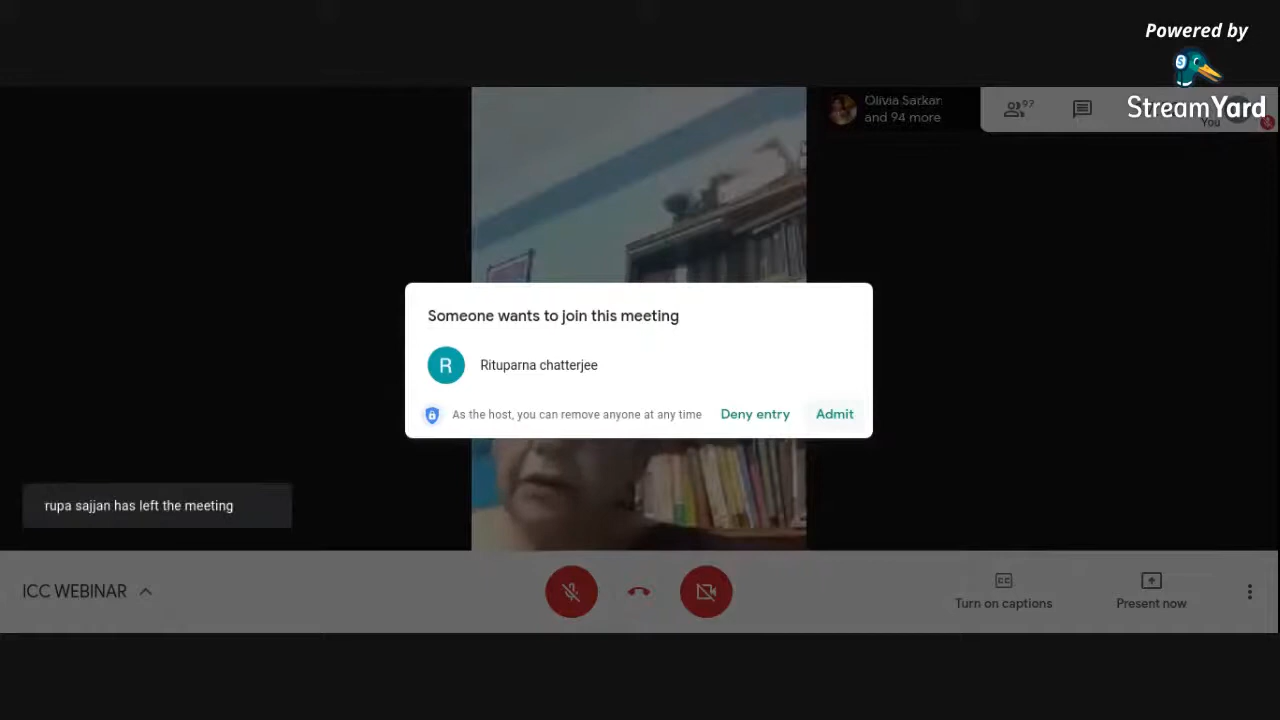 Powered by
StreamYard
Olivia Sarkar
and 94 more
97
You
Someone wants to join this meeting
R
Rituparna chatterjee
As the host, you can remove anyone at any time
Deny entry
Admit
rupa sajjan has left the meeting
ICC WEBINAR
CC
Turn on captions
Present now